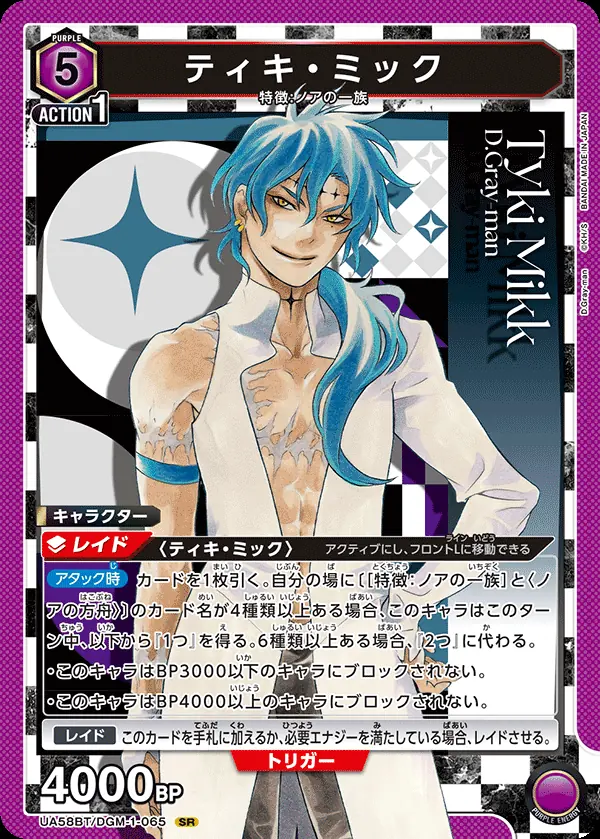 PURPLE
5
ACTION 1
ティキ・ミック
特徴:ノアの一族
Tyki Mikk
D.Gray-man
D.Gray-man ©KH/S BANDAI MADE IN JAPAN
キャラクター
レイド 〈ティキ・ミック〉 アクティブにし、フロントLに移動できる
アタック時 カードを1枚引く。自分の場に〔[特徴:ノアの一族]と〈ノ
アの方舟〉〕のカード名が4種類以上ある場合、このキャラはこのター
ン中、以下から『1つ』を得る。6種類以上ある場合、『2つ』に代わる。
・このキャラはBP3000以下のキャラにブロックされない。
・このキャラはBP4000以上のキャラにブロックされない。
レイド このカードを手札に加えるか、必要エナジーを満たしている場合、レイドさせる。
トリガー
4000BP
UA58BT/DGM-1-065 SR
PURPLE ENERGY